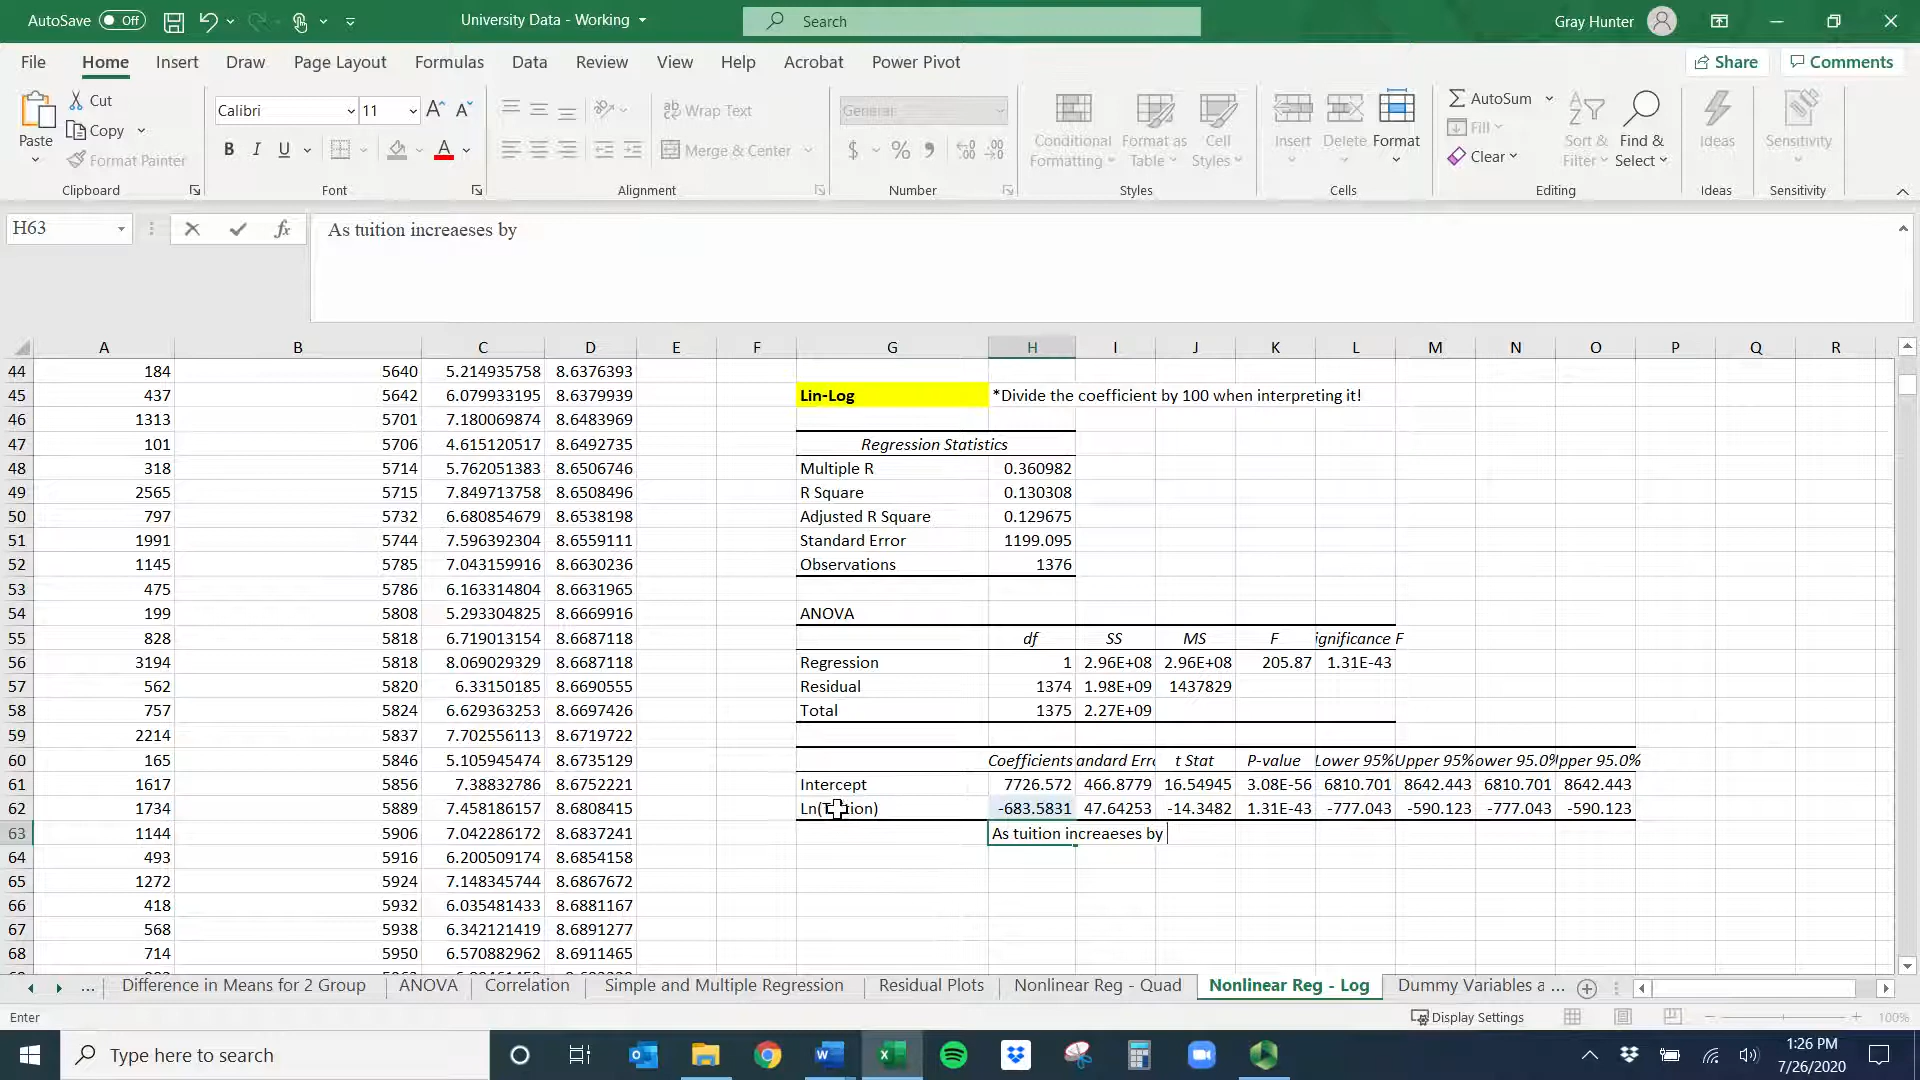 AutoSave Off University Data - Working Search Gray Hunter
File Home Insert Draw Page Layout Formulas Data Review View Help Acrobat Power Pivot Share Comments
Paste Cut Copy Format Painter Clipboard
Calibri 11 A A B I U A Font
Wrap Text Merge & Center Alignment
General $ % Number
Conditional Formatting Format as Table Cell Styles Styles
Insert Delete Format Cells
AutoSum Fill Clear Sort & Filter Find & Select Editing
Ideas Ideas
Sensitivity Sensitivity
H63 fx As tuition increaeses by
A B C D E F G H I J K L M N O P Q R
44 184 5640 5.214935758 8.6376393
45 437 5642 6.079933195 8.6379939 Lin-Log *Divide the coefficient by 100 when interpreting it!
46 1313 5701 7.180069874 8.6483969
47 101 5706 4.615120517 8.6492735 Regression Statistics
48 318 5714 5.762051383 8.6506746 Multiple R 0.360982
49 2565 5715 7.849713758 8.6508496 R Square 0.130308
50 797 5732 6.680854679 8.6538198 Adjusted R Square 0.129675
51 1991 5744 7.596392304 8.6559111 Standard Error 1199.095
52 1145 5785 7.043159916 8.6630236 Observations 1376
53 475 5786 6.163314804 8.6631965
54 199 5808 5.293304825 8.6669916 ANOVA
55 828 5818 6.719013154 8.6687118 df SS MS F ignificance F
56 3194 5818 8.069029329 8.6687118 Regression 1 2.96E+08 2.96E+08 205.87 1.31E-43
57 562 5820 6.33150185 8.6690555 Residual 1374 1.98E+09 1437829
58 757 5824 6.629363253 8.6697426 Total 1375 2.27E+09
59 2214 5837 7.702556113 8.6719722
60 165 5846 5.105945474 8.6735129 Coefficients andard Erro t Stat P-value Lower 95% Upper 95% ower 95.0% pper 95.0%
61 1617 5856 7.38832786 8.6752221 Intercept 7726.572 466.8779 16.54945 3.08E-56 6810.701 8642.443 6810.701 8642.443
62 1734 5889 7.458186157 8.6808415 Ln(Tuition) -683.5831 47.64253 -14.3482 1.31E-43 -777.043 -590.123 -777.043 -590.123
63 1144 5906 7.042286172 8.6837241 As tuition increaeses by
64 493 5916 6.200509174 8.6854158
65 1272 5924 7.148345744 8.6867672
66 418 5932 6.035481433 8.6881167
67 568 5938 6.342121419 8.6891277
68 714 5950 6.570882962 8.6911465
... Difference in Means for 2 Group ANOVA Correlation Simple and Multiple Regression Residual Plots Nonlinear Reg - Quad Nonlinear Reg - Log Dummy Variables a ...
Enter Display Settings 100%
Type here to search 1:26 PM
7/26/2020